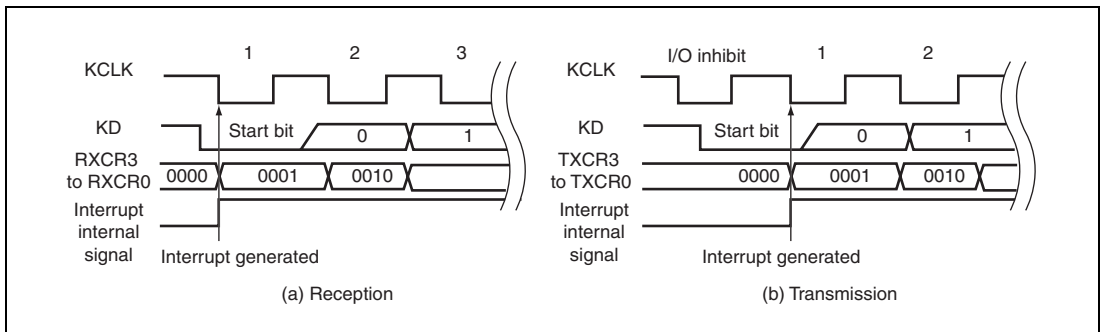 1 2 3
KCLK
KD Start bit 0 1
RXCR3
to RXCR0 0000 0001 0010
Interrupt
internal
signal
Interrupt generated
(a) Reception
I/O inhibit 1 2
KCLK
KD Start bit 0 1
TXCR3
to TXCR0 0000 0001 0010
Interrupt
internal
signal
Interrupt generated
(b) Transmission